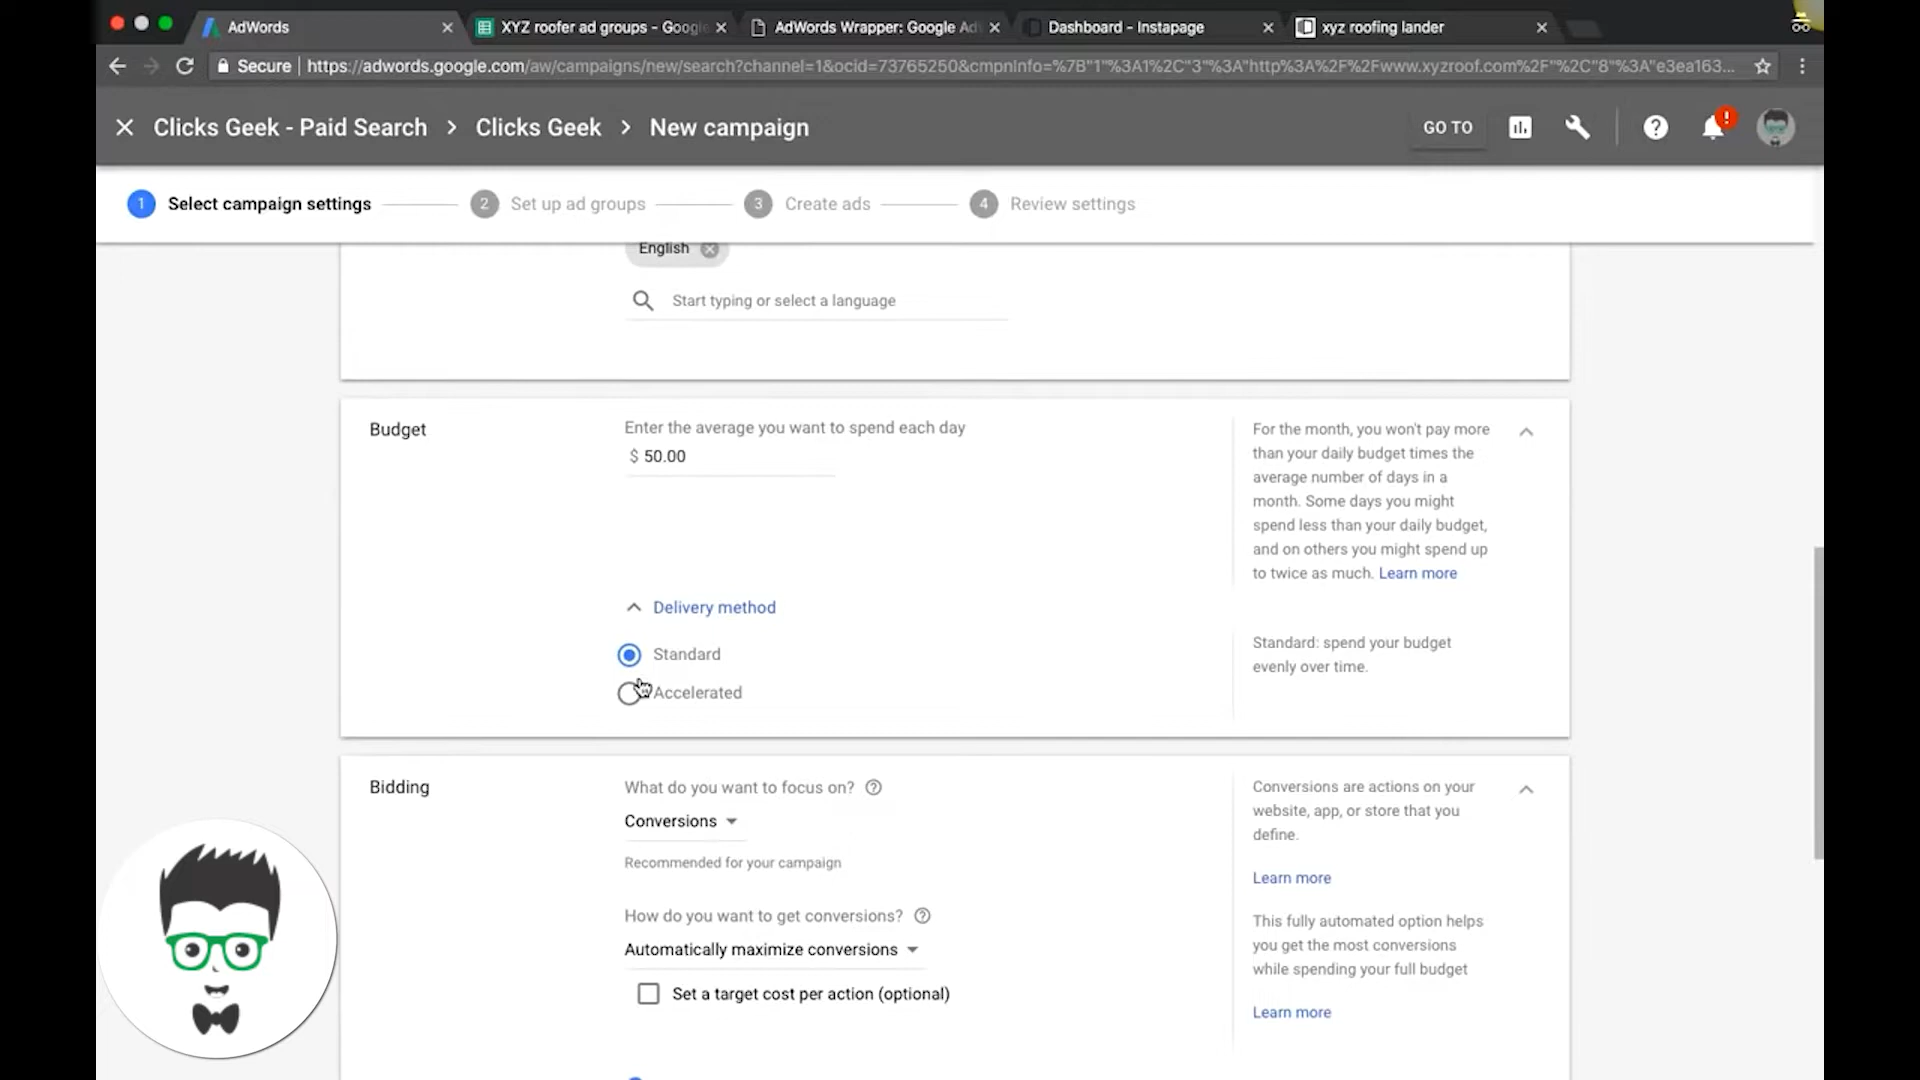 AdWords
XYZ roofer ad groups - Google
AdWords Wrapper: Google Ad
Dashboard - Instapage
xyz roofing lander
Secure | https://adwords.google.com/aw/campaigns/new/search?channel=1&ocid=73765250&cmpnInfo=%7B"1"%3A1%2C"3"%3A"http%3A%2F%2Fwww.xyzroof.com%2F"%2C"8"%3A"e3ea163...
Clicks Geek - Paid Search > Clicks Geek > New campaign
GO TO
!
1 Select campaign settings
2 Set up ad groups
3 Create ads
4 Review settings
English
Start typing or select a language
Budget
Enter the average you want to spend each day
$ 50.00
For the month, you won't pay more
than your daily budget times the
average number of days in a
month. Some days you might
spend less than your daily budget,
and on others you might spend up
to twice as much. Learn more
Delivery method
Standard
Accelerated
Standard: spend your budget
evenly over time.
Bidding
What do you want to focus on?
Conversions
Recommended for your campaign
How do you want to get conversions?
Automatically maximize conversions
Set a target cost per action (optional)
Conversions are actions on your
website, app, or store that you
define.
Learn more
This fully automated option helps
you get the most conversions
while spending your full budget
Learn more